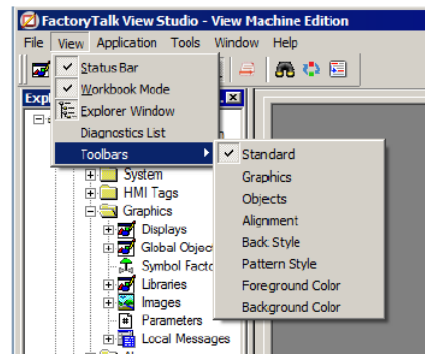 FactoryTalk View Studio - View Machine Edition
File View Application Tools Window Help
Status Bar
Workbook Mode
Explorer Window
Diagnostics List
Toolbars
Standard
Graphics
Objects
Alignment
Back Style
Pattern Style
Foreground Color
Background Color
System
HMI Tags
Graphics
Displays
Global Objec
Symbol Facto
Libraries
Images
Parameters
Local Messages